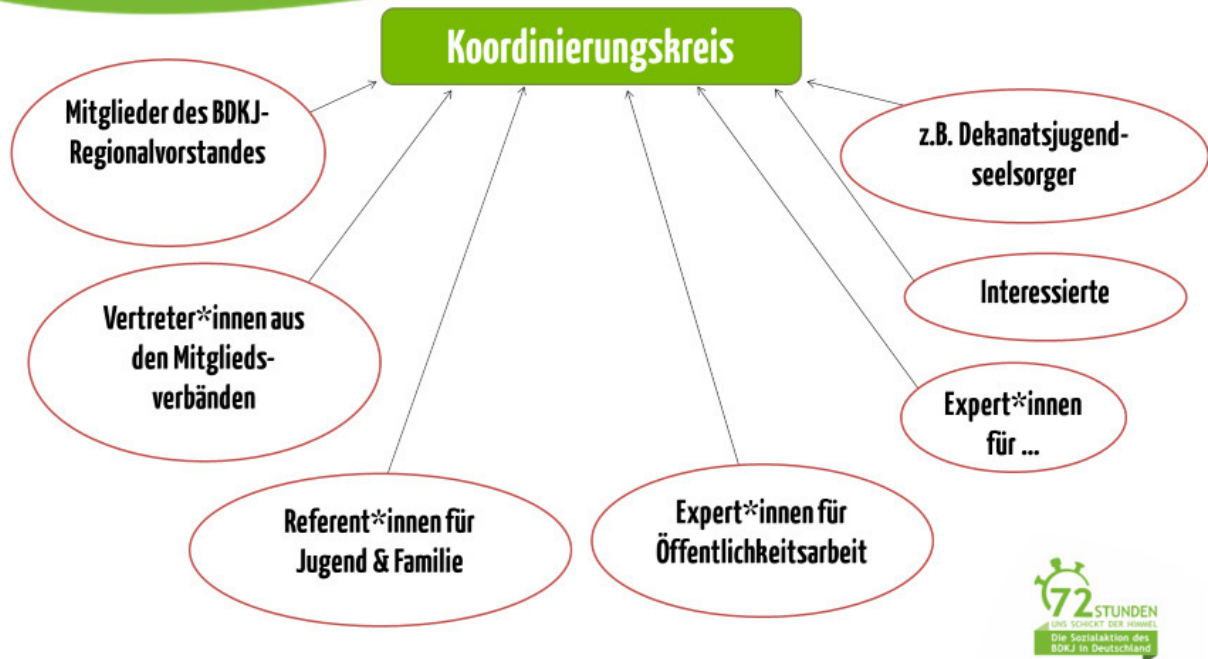 Koordinierungskreis
Mitglieder des BDKJ-
Regionalvorstandes
z.B. Dekanatsjugend-
seelsorger
Vertreter*innen aus
den Mitglieds-
verbänden
Interessierte
Expert*innen
für ...
Referent*innen für
Jugend & Familie
Expert*innen für
Öffentlichkeitsarbeit
72 STUNDEN
UNS SCHICKT DER HIMMEL
Die Sozialaktion des
BDKJ in Deutschland